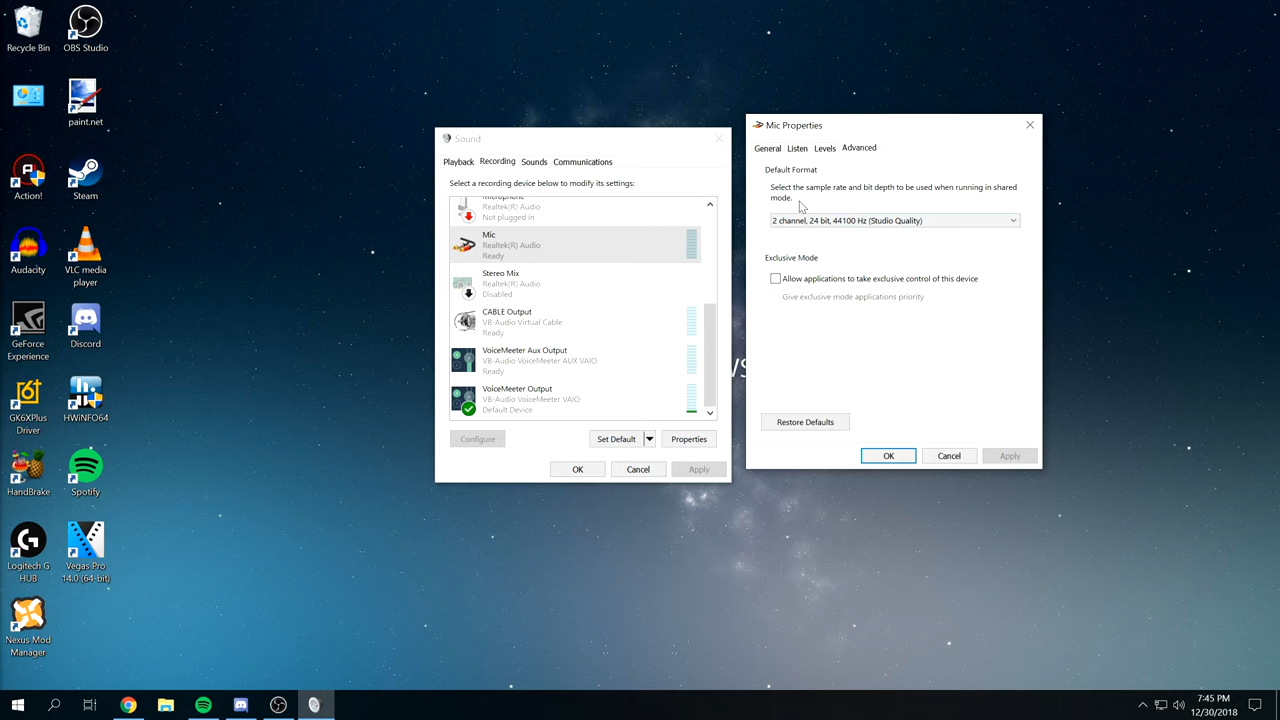 Recycle Bin
OBS Studio
paint.net
Action!
Steam
Audacity
VLC media
player
GeForce
Experience
Discord
GK6XPlus
Driver
HWiNFO64
HandBrake
Spotify
Logitech G
HUB
Vegas Pro
14.0 (64-bit)
Nexus Mod
Manager
Sound
Playback
Recording
Sounds
Communications
Select a recording device below to modify its settings:
Microphone
Realtek(R) Audio
Not plugged in
Mic
Realtek(R) Audio
Ready
Stereo Mix
Realtek(R) Audio
Disabled
CABLE Output
VB-Audio Virtual Cable
Ready
VoiceMeeter Aux Output
VB-Audio VoiceMeeter AUX VAIO
Ready
VoiceMeeter Output
VB-Audio VoiceMeeter VAIO
Default Device
Configure
Set Default
Properties
OK
Cancel
Apply
Mic Properties
General
Listen
Levels
Advanced
Default Format
Select the sample rate and bit depth to be used when running in shared
mode.
2 channel, 24 bit, 44100 Hz (Studio Quality)
Exclusive Mode
Allow applications to take exclusive control of this device
Give exclusive mode applications priority
Restore Defaults
OK
Cancel
Apply
7:45 PM
12/30/2018